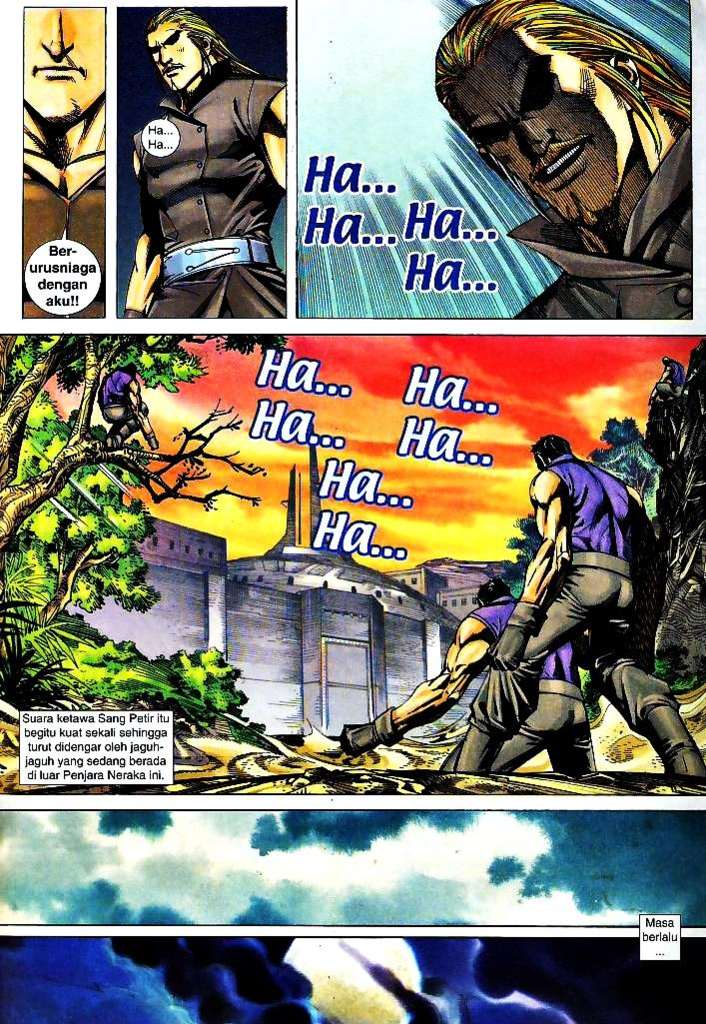 Ber-
urusniaga
dengan
aku!!
Ha...
Ha...
Ha...
Ha...
Ha...
Ha...
Ha...
Ha...
Ha...
Ha...
Ha...
Ha...
Suara ketawa Sang Petir itu
begitu kuat sekali sehingga
turut didengar oleh jaguh-
jaguh yang sedang berada
di luar Penjara Neraka ini.
Masa
berlalu
...